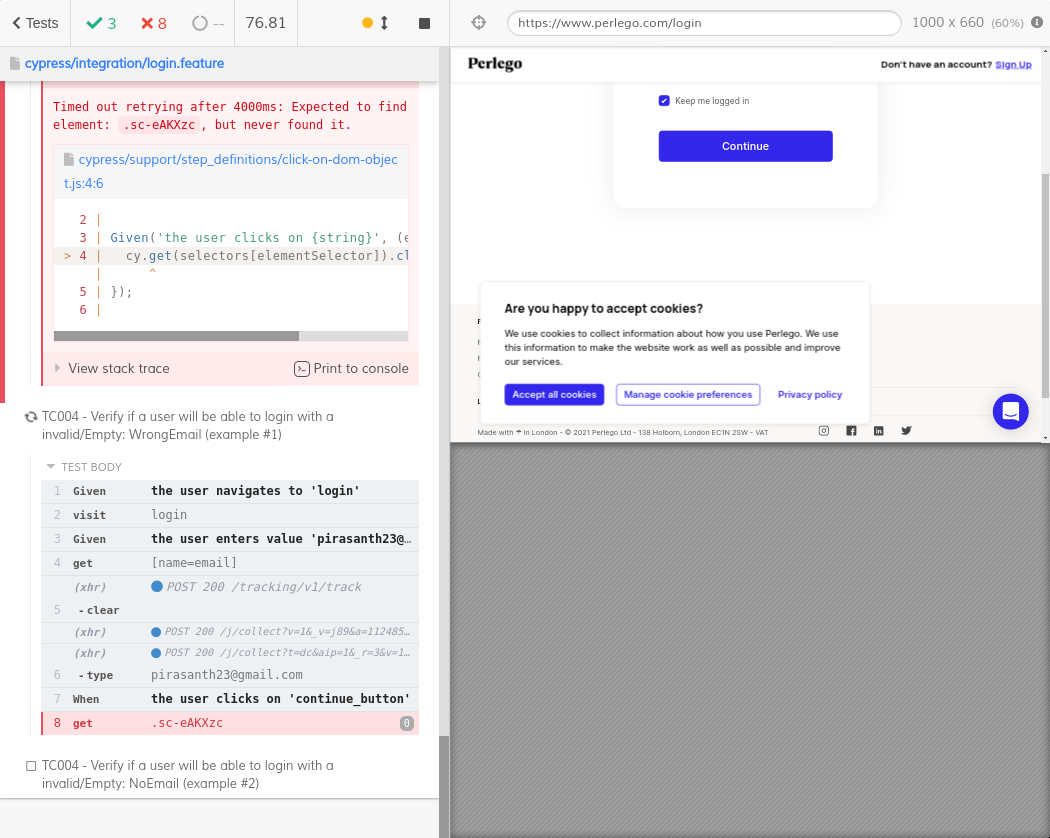 Tests
3
8
--
76.81
https://www.perlego.com/login
1000 x 660 (60%)
cypress/integration/login.feature
Timed out retrying after 4000ms: Expected to find
element: .sc-eAKXzc, but never found it.
cypress/support/step_definitions/click-on-dom-objec
t.js:4:6
2 |
3 | Given('the user clicks on {string}', (e
> 4 | cy.get(selectors[elementSelector]).cl
| ^
5 | });
6 |
View stack trace
Print to console
TC004 - Verify if a user will be able to login with a
invalid/Empty: WrongEmail (example #1)
TEST BODY
1 Given the user navigates to 'login'
2 visit login
3 Given the user enters value 'pirasanth23@…
4 get [name=email]
(xhr) POST 200 /tracking/v1/track
5 -clear
(xhr) POST 200 /j/collect?v=1&_v=j89&a=112485…
(xhr) POST 200 /j/collect?t=dc&aip=1&_r=3&v=1…
6 -type pirasanth23@gmail.com
7 When the user clicks on 'continue_button'
8 get .sc-eAKXzc 0
TC004 - Verify if a user will be able to login with a
invalid/Empty: NoEmail (example #2)
Perlego
Don't have an account? Sign Up
Keep me logged in
Continue
Are you happy to accept cookies?
We use cookies to collect information about how you use Perlego. We use
this information to make the website work as well as possible and improve
our services.
Accept all cookies
Manage cookie preferences
Privacy policy
Made with ☂ in London - © 2021 Perlego Ltd - 138 Holborn, London EC1N 2SW - VAT